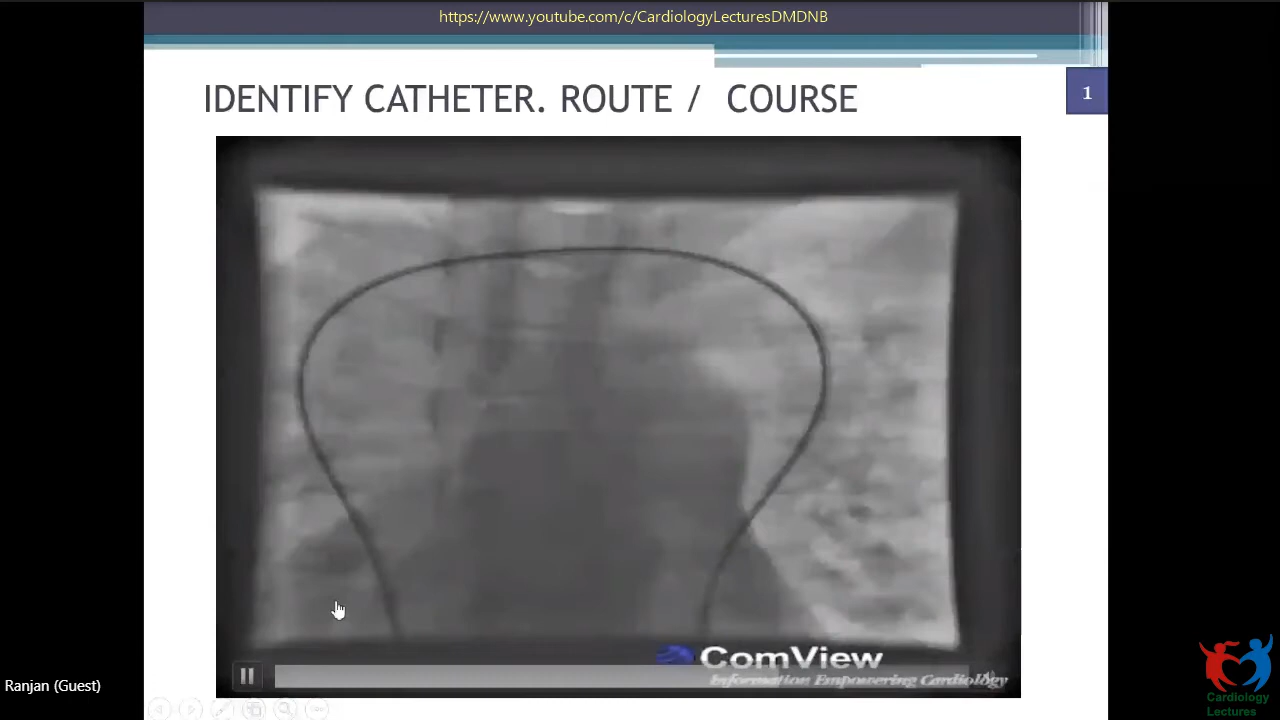 https://www.youtube.com/c/CardiologyLecturesDMDNB
IDENTIFY CATHETER. ROUTE / COURSE
1
ComView
Information Empowering Cardiology
Ranjan (Guest)
Cardiology
Lectures